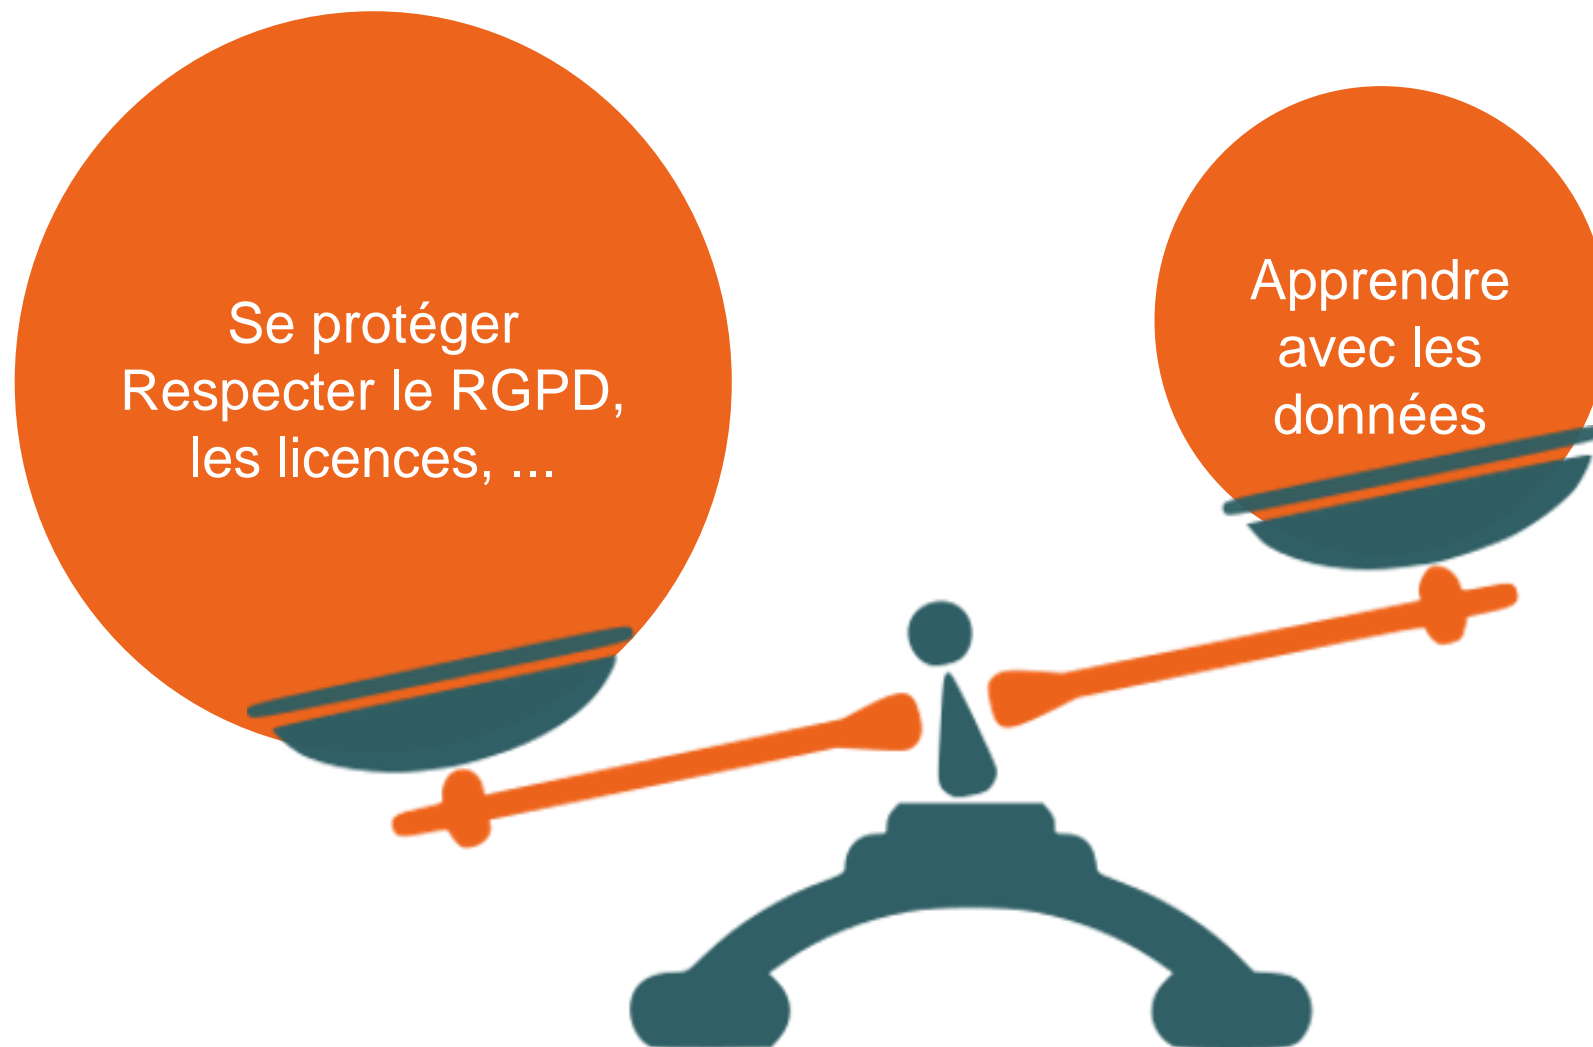 Se protéger
Respecter le RGPD,
les licences, ...
Apprendre
avec les
données